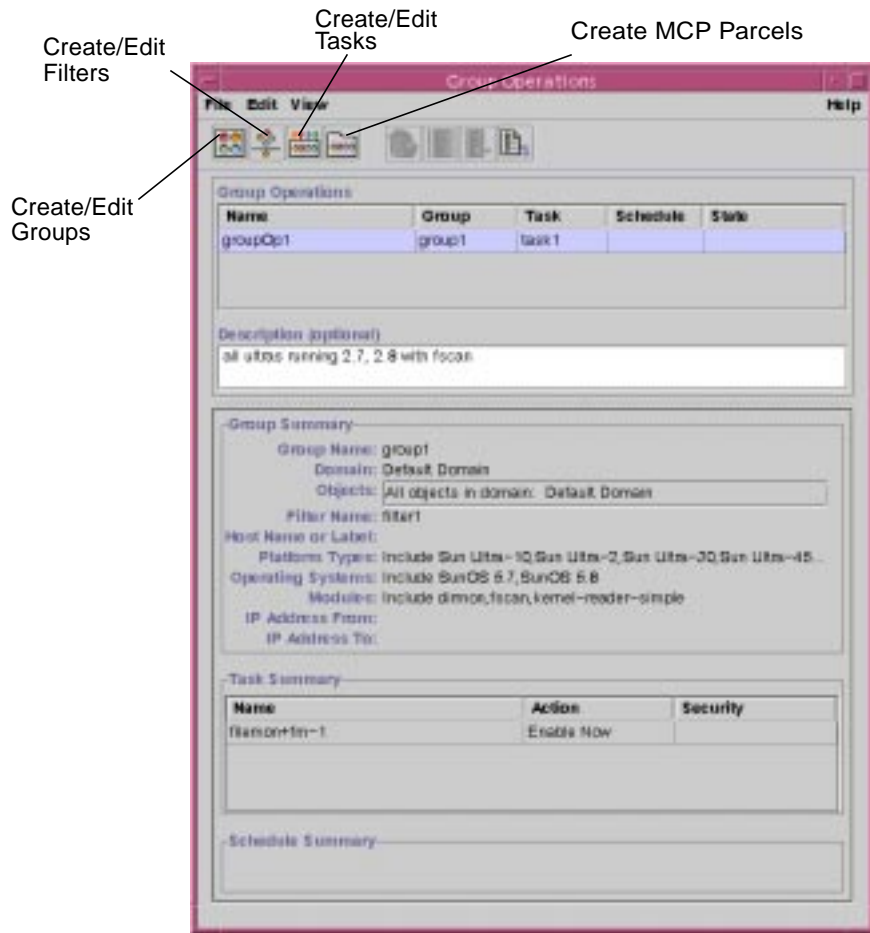 Create/Edit
Filters
Create/Edit
Tasks
Create MCP Parcels
Create/Edit
Groups
Group Operations
File Edit View Help
Group Operations
Name Group Task Schedule State
groupOp1 group1 task1
Description (optional)
all ultras running 2.7, 2.8 with fscan
Group Summary
Group Name: group1
Domain: Default Domain
Objects: All objects in domain: Default Domain
Filter Name: filter1
Host Name or Label:
Platform Types: Include Sun Ultra-10,Sun Ultra-2,Sun Ultra-30,Sun Ultra-45...
Operating Systems: Include SunOS 5.7,SunOS 5.8
Modules: Include dirmon,fscan,kernel-reader-simple
IP Address From:
IP Address To:
Task Summary
Name Action Security
filemon+fm-1 Enable Now
Schedule Summary